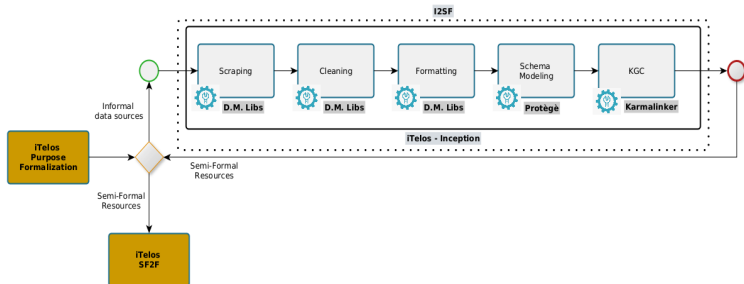 I2SF
Scraping
Cleaning
Formatting
Schema
Modeling
KGC
D.M. Libs
D.M. Libs
D.M. Libs
Protègè
Karmalinker
iTelos - Inception
Informal
data sources
iTelos
Purpose
Formalization
Semi-Formal
Resources
Semi-Formal
Resources
iTelos
SF2F